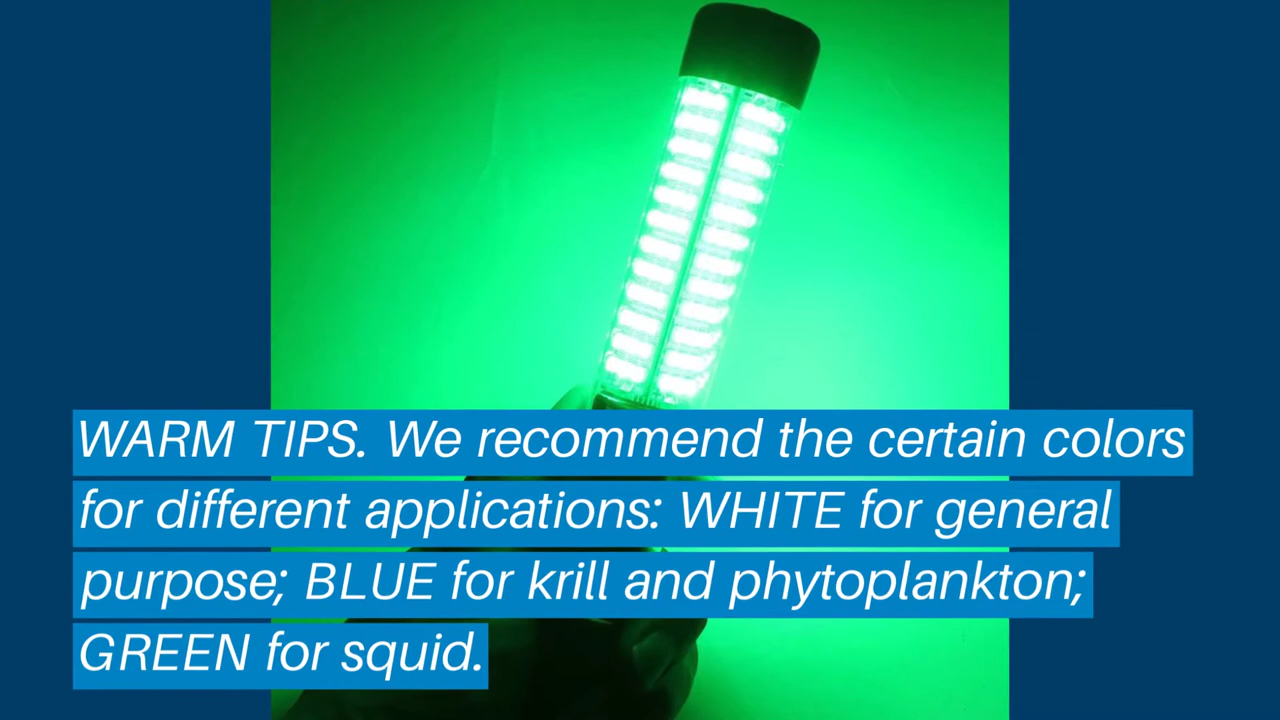 WARM TIPS. We recommend the certain colors
for different applications: WHITE for general
purpose; BLUE for krill and phytoplankton;
GREEN for squid.